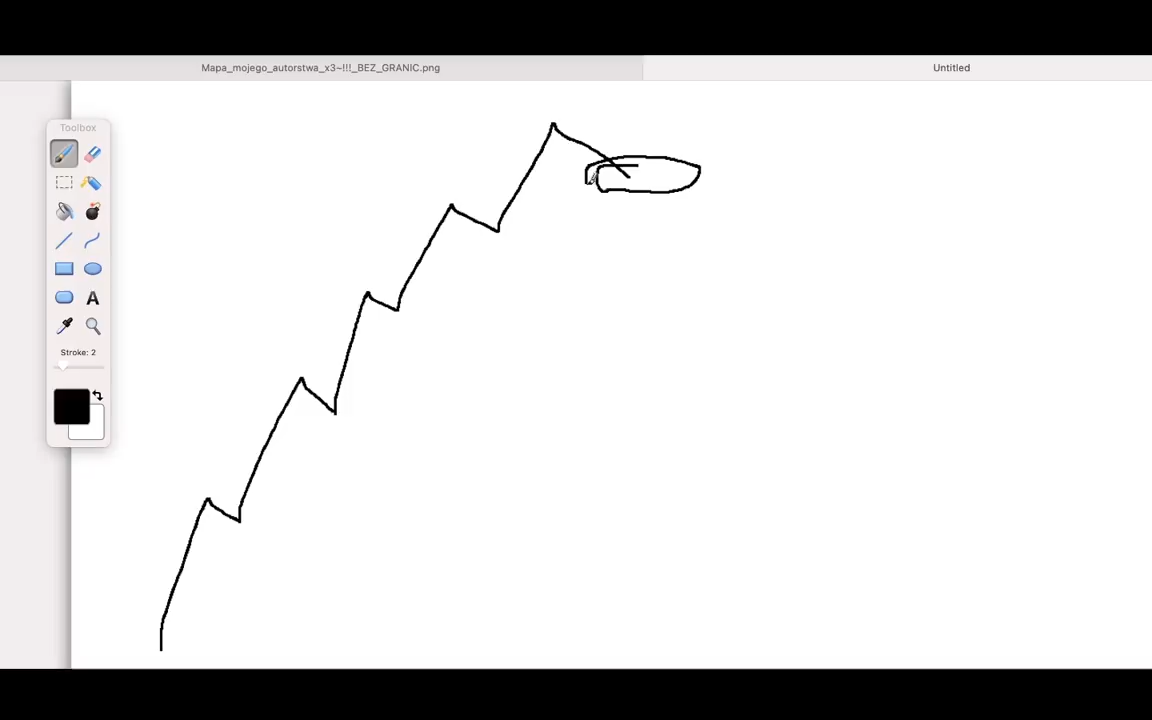 Mapa_mojego_autorstwa_x3~!!!_BEZ_GRANIC.png
Untitled
Toolbox
A
Stroke: 2